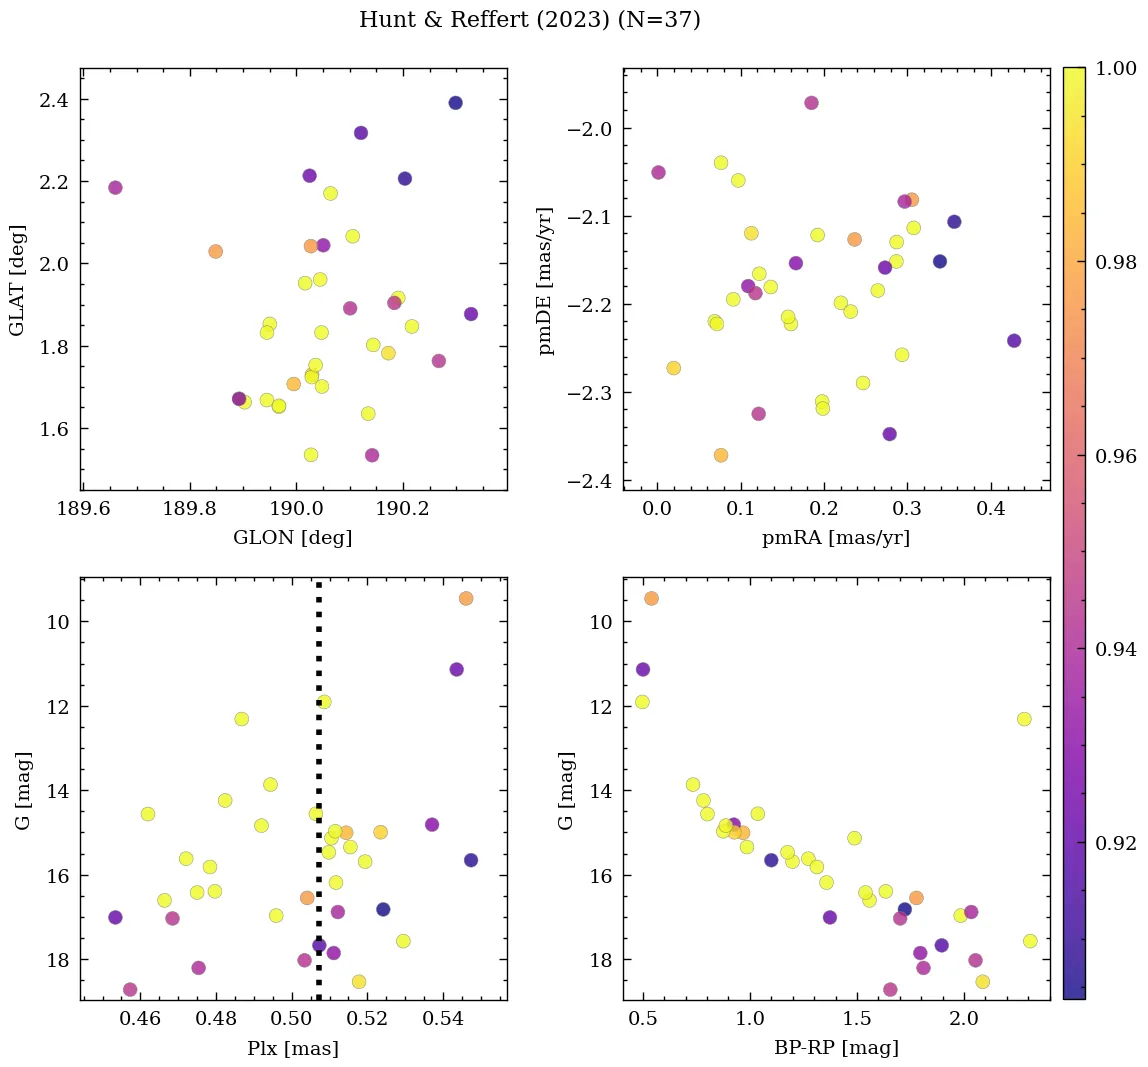 Hunt & Reffert (2023) (N=37)
2.4
2.2
2.0
1.8
1.6
GLAT [deg]
189.6 189.8 190.0 190.2
GLON [deg]
−2.0
−2.1
−2.2
−2.3
−2.4
pmDE [mas/yr]
0.0 0.1 0.2 0.3 0.4
pmRA [mas/yr]
1.00
0.98
0.96
0.94
0.92
10
12
14
16
18
G [mag]
0.46 0.48 0.50 0.52 0.54
Plx [mas]
10
12
14
16
18
G [mag]
0.5 1.0 1.5 2.0
BP-RP [mag]